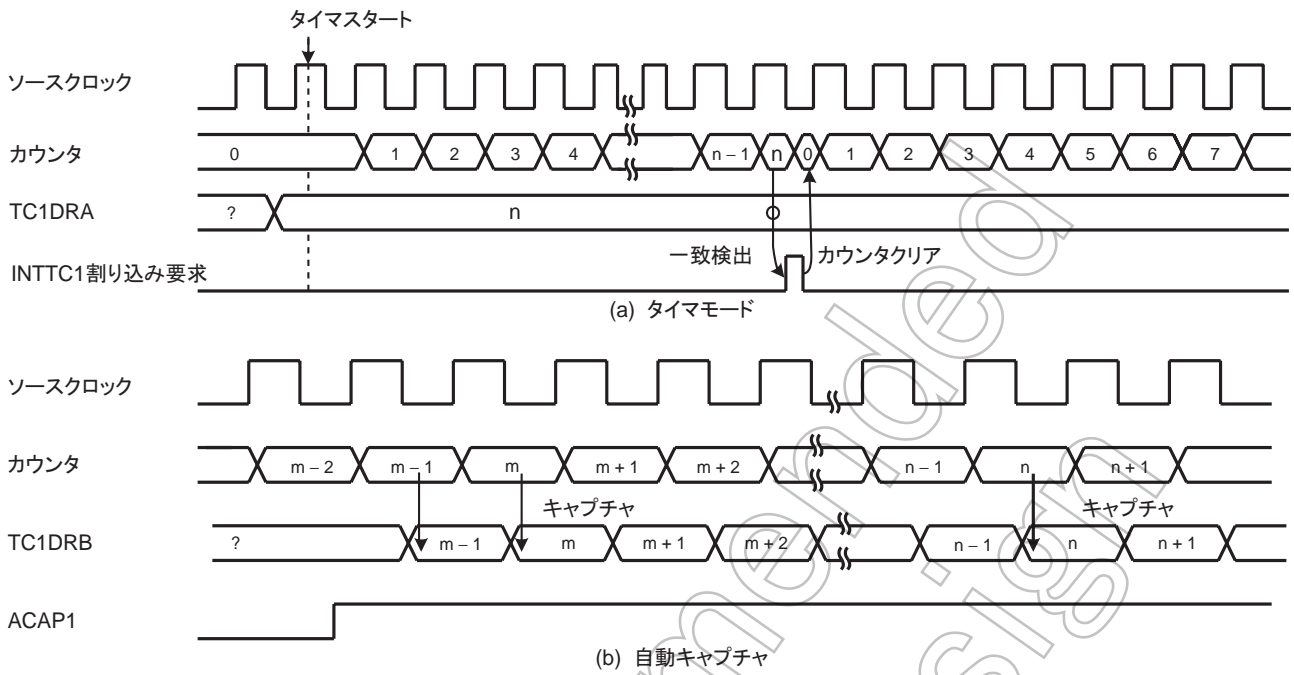 タイマスタート
ソースクロック
カウンタ 0 1 2 3 4 n – 1 n 0 1 2 3 4 5 6 7
TC1DRA ? n
一致検出 カウンタクリア
INTTC1割り込み要求
(a) タイマモード
ソースクロック
カウンタ m – 2 m – 1 m m + 1 m + 2 n – 1 n n + 1
キャプチャ キャプチャ
TC1DRB ? m – 1 m m + 1 m + 2 n – 1 n n + 1
ACAP1
(b) 自動キャプチャ
mended
sign